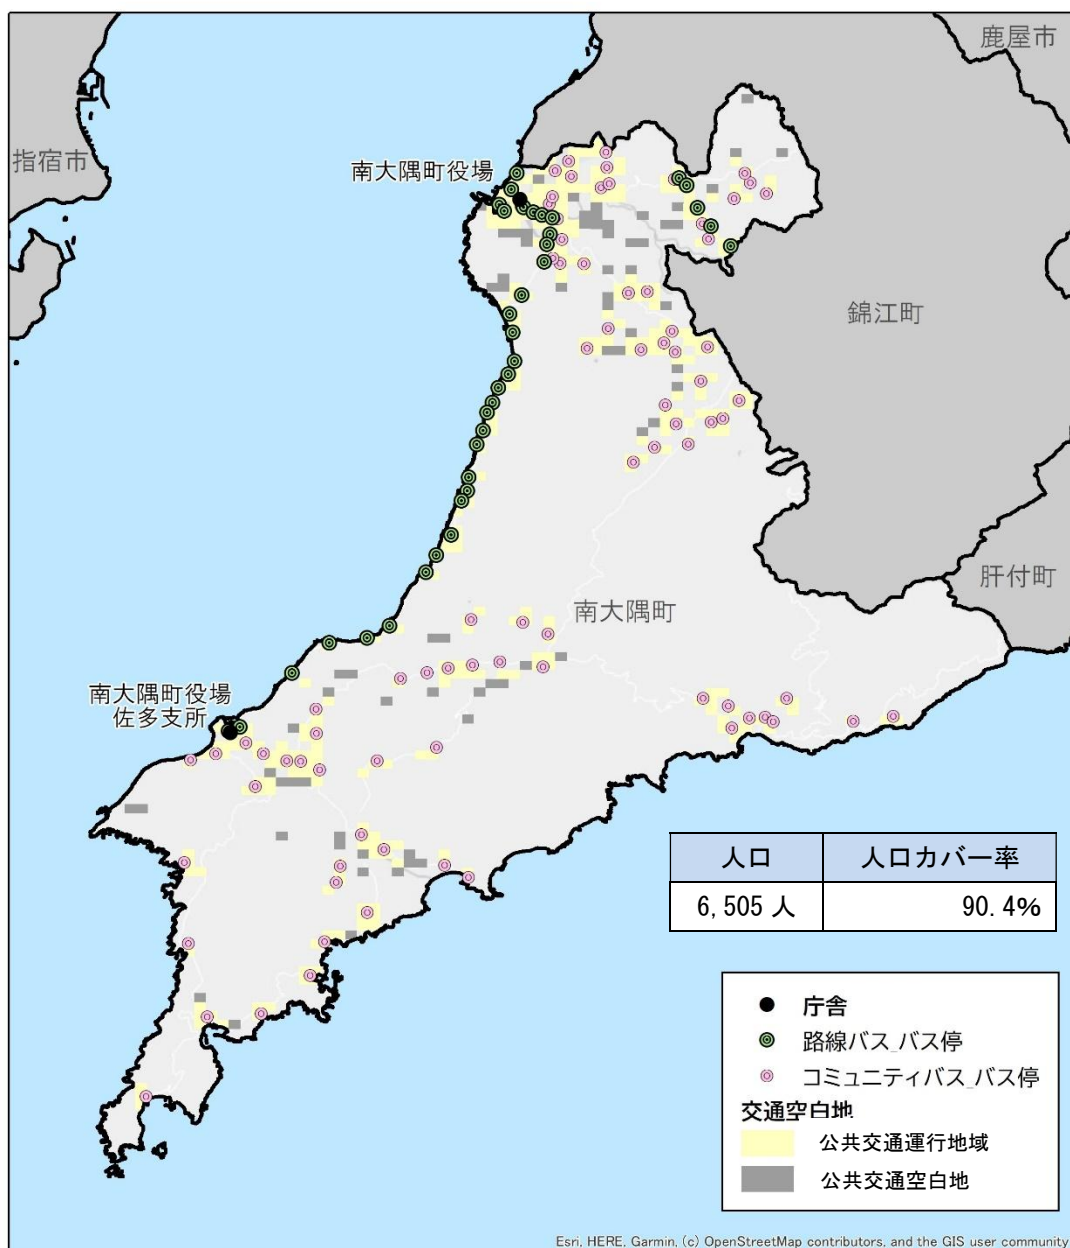 鹿屋市
指宿市
南大隅町役場
錦江町
肝付町
南大隅町
南大隅町役場
佐多支所
人口 人口カバー率
6,505人 90.4%
庁舎
路線バス_バス停
コミュニティバス_バス停
交通空白地
公共交通運行地域
公共交通空白地
Esri, HERE, Garmin, (c) OpenStreetMap contributors, and the GIS user community